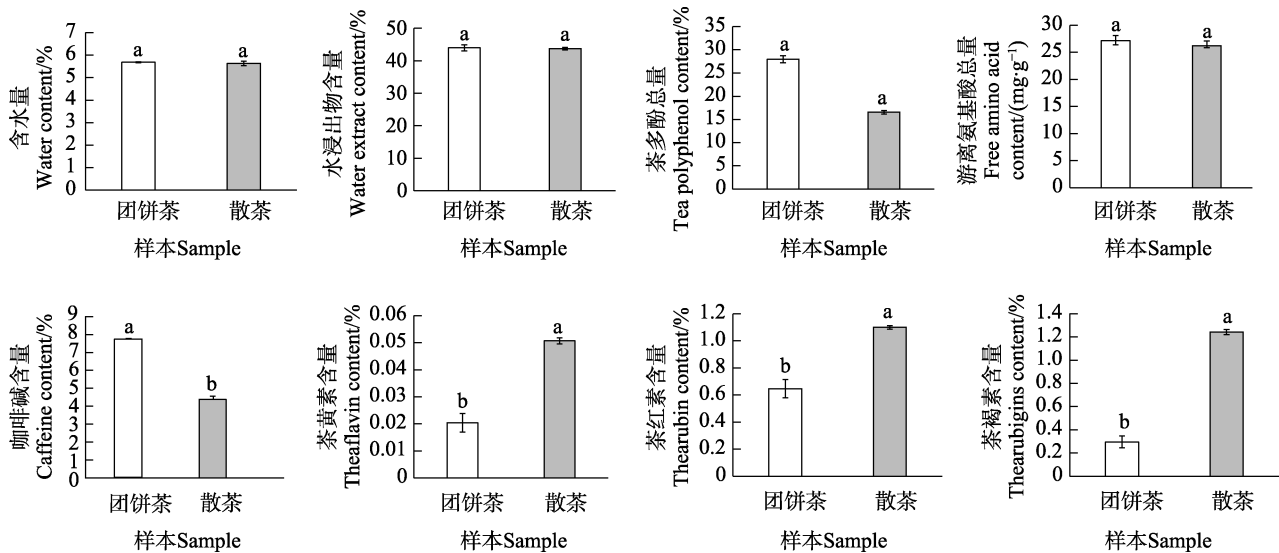 含水量
Water content/%
7
6
5
4
3
2
1
0
a
a
团饼茶
散茶
样本Sample
水浸出物含量
Water extract content/%
50
40
30
20
10
0
a
a
团饼茶
散茶
样本Sample
茶多酚总量
Tea polyphenol content/%
35
30
25
20
15
10
5
0
a
a
团饼茶
散茶
样本Sample
游离氨基酸总量
Free amino acid
content/(mg·g⁻¹)
30
25
20
15
10
5
0
a
a
团饼茶
散茶
样本Sample
咖啡碱含量
Caffeine content/%
9
8
7
6
5
4
3
2
1
0
a
b
团饼茶
散茶
样本Sample
茶黄素含量
Theaflavin content/%
0.06
0.05
0.04
0.03
0.02
0.01
0
b
a
团饼茶
散茶
样本Sample
茶红素含量
Thearubin content/%
1.2
1.0
0.8
0.6
0.4
0.2
0
b
a
团饼茶
散茶
样本Sample
茶褐素含量
Thearubigins content/%
1.4
1.2
1.0
0.8
0.6
0.4
0.2
0
b
a
团饼茶
散茶
样本Sample